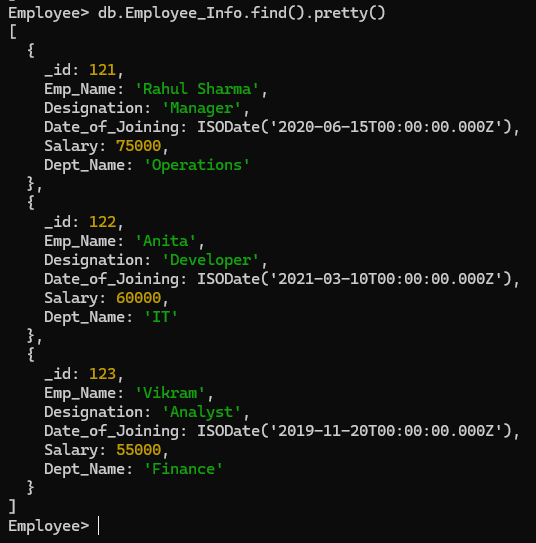 Employee> db.Employee_Info.find().pretty()
[
  {
    _id: 121,
    Emp_Name: 'Rahul Sharma',
    Designation: 'Manager',
    Date_of_Joining: ISODate('2020-06-15T00:00:00.000Z'),
    Salary: 75000,
    Dept_Name: 'Operations'
  },
  {
    _id: 122,
    Emp_Name: 'Anita',
    Designation: 'Developer',
    Date_of_Joining: ISODate('2021-03-10T00:00:00.000Z'),
    Salary: 60000,
    Dept_Name: 'IT'
  },
  {
    _id: 123,
    Emp_Name: 'Vikram',
    Designation: 'Analyst',
    Date_of_Joining: ISODate('2019-11-20T00:00:00.000Z'),
    Salary: 55000,
    Dept_Name: 'Finance'
  }
]
Employee>